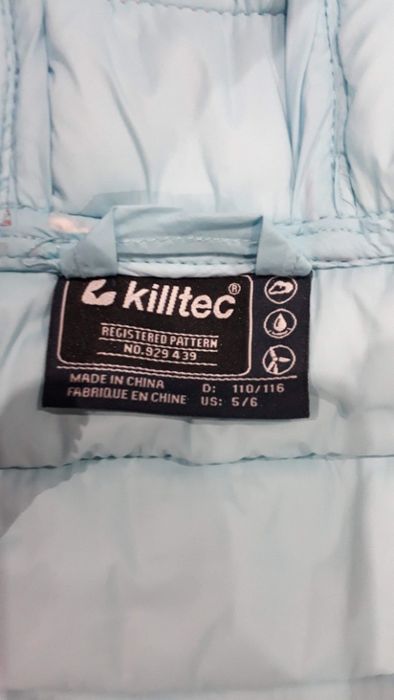 killtec®
REGISTERED PATTERN
NO.929 439
MADE IN CHINA D: 110/116
FABRIQUE EN CHINE US: 5/6